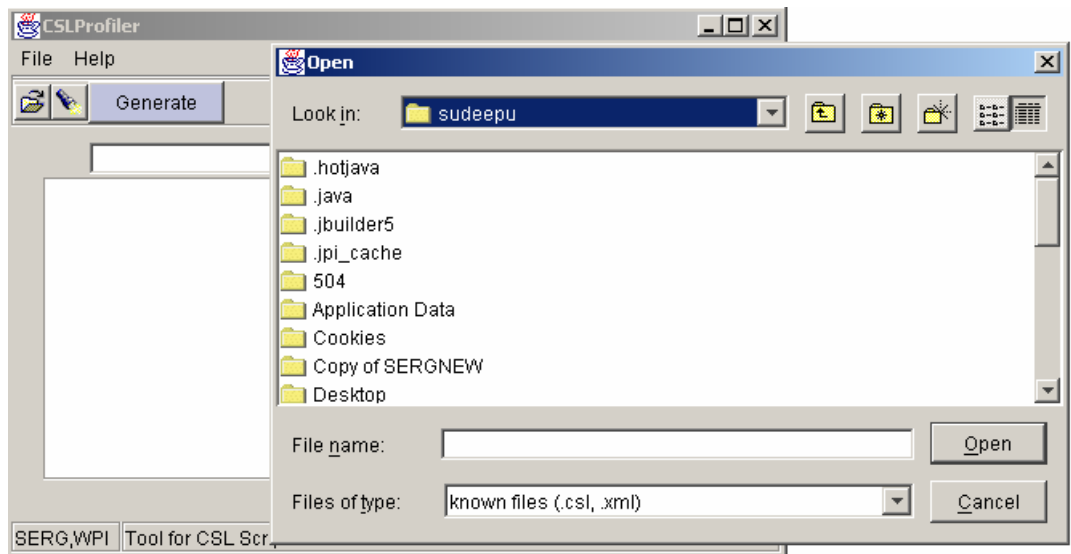 CSLProfiler
File Help
Generate
Open
Look in: sudeepu
.hotjava
.java
.jbuilder5
.jpi_cache
504
Application Data
Cookies
Copy of SERGNEW
Desktop
File name:
Open
Files of type: known files (.csl, .xml)
Cancel
SERG,WPI Tool for CSL